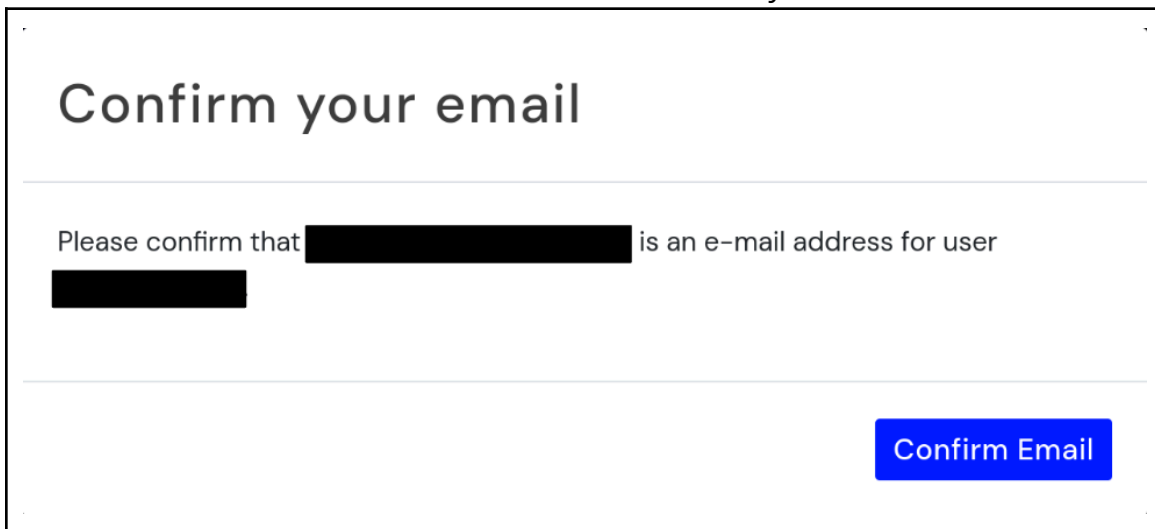 Confirm your email
Please confirm that is an e-mail address for user
Confirm Email